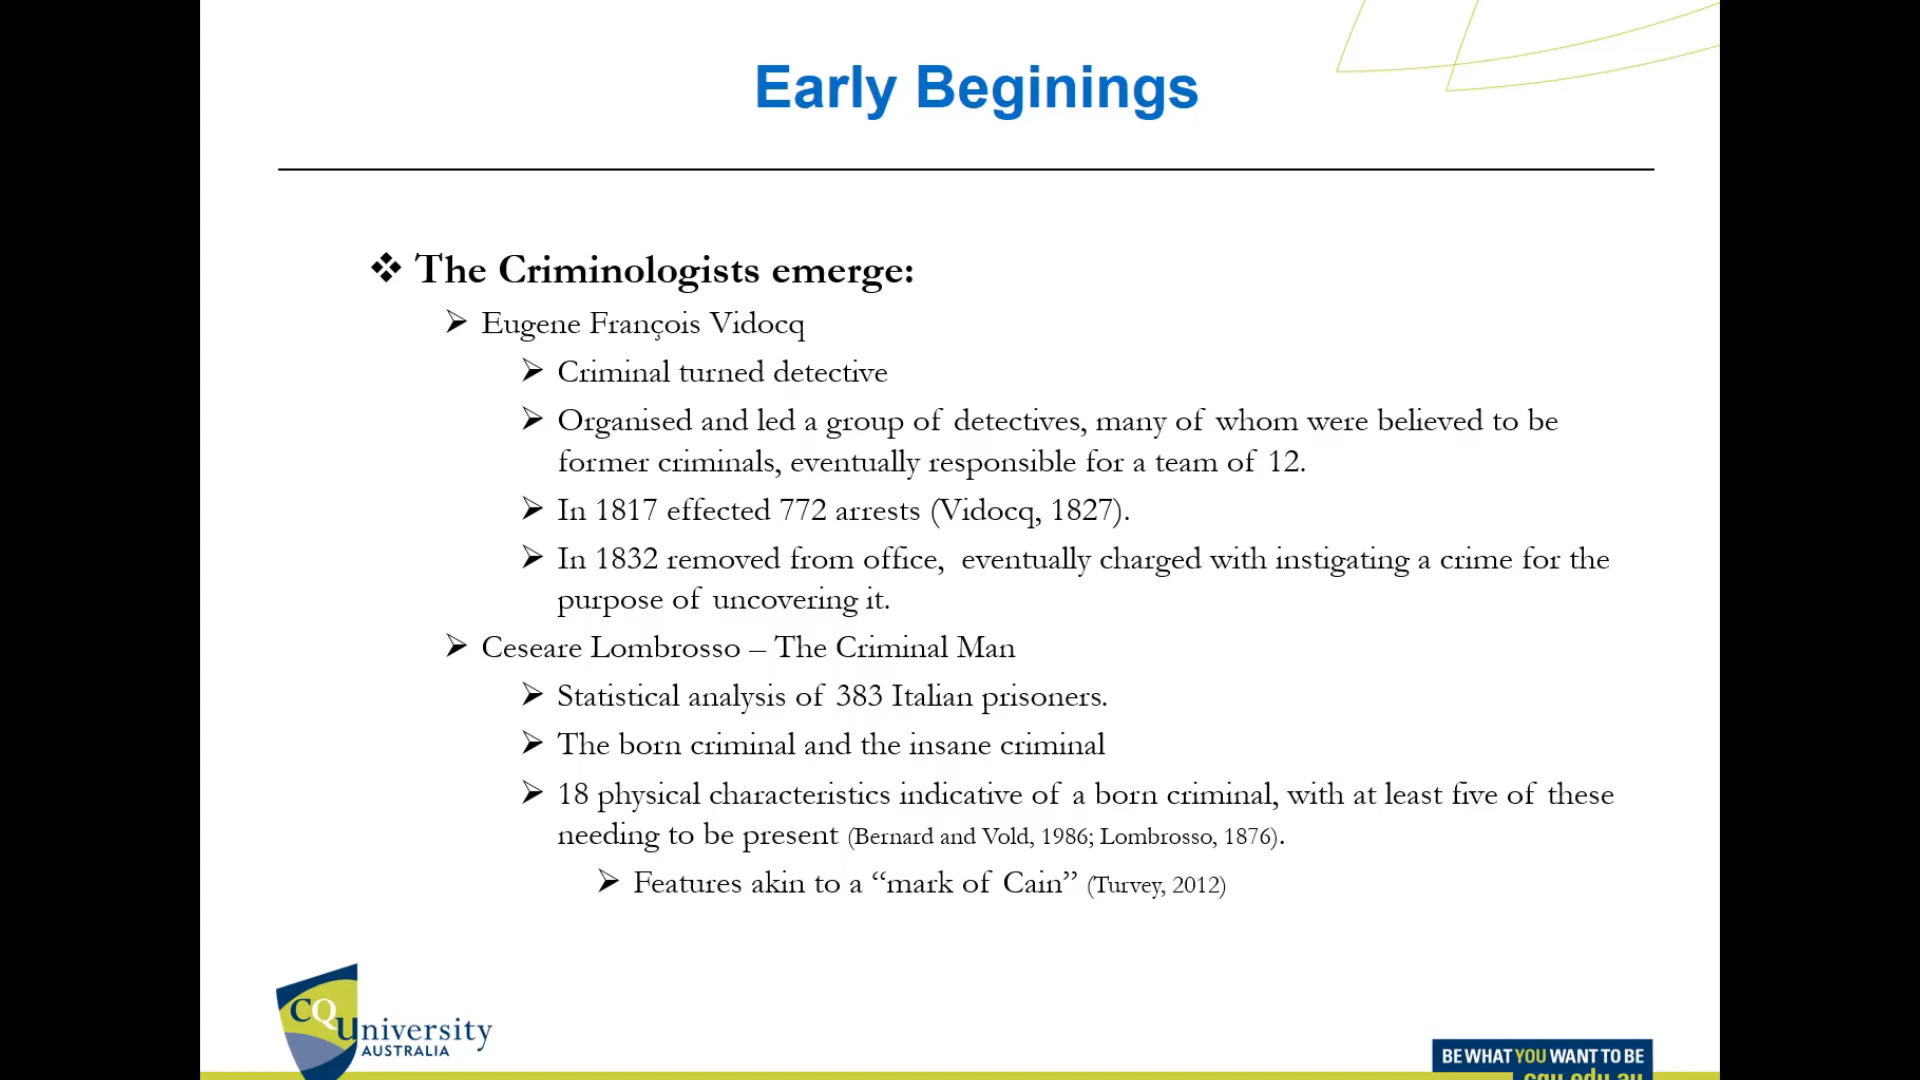 Early Beginings
❖ The Criminologists emerge:
➢ Eugene François Vidocq
➢ Criminal turned detective
➢ Organised and led a group of detectives, many of whom were believed to be
former criminals, eventually responsible for a team of 12.
➢ In 1817 effected 772 arrests (Vidocq, 1827).
➢ In 1832 removed from office, eventually charged with instigating a crime for the
purpose of uncovering it.
➢ Ceseare Lombrosso – The Criminal Man
➢ Statistical analysis of 383 Italian prisoners.
➢ The born criminal and the insane criminal
➢ 18 physical characteristics indicative of a born criminal, with at least five of these
needing to be present (Bernard and Vold, 1986; Lombrosso, 1876).
➢ Features akin to a “mark of Cain” (Turvey, 2012)
CQUniversity
AUSTRALIA
BE WHAT YOU WANT TO BE
cqu.edu.au